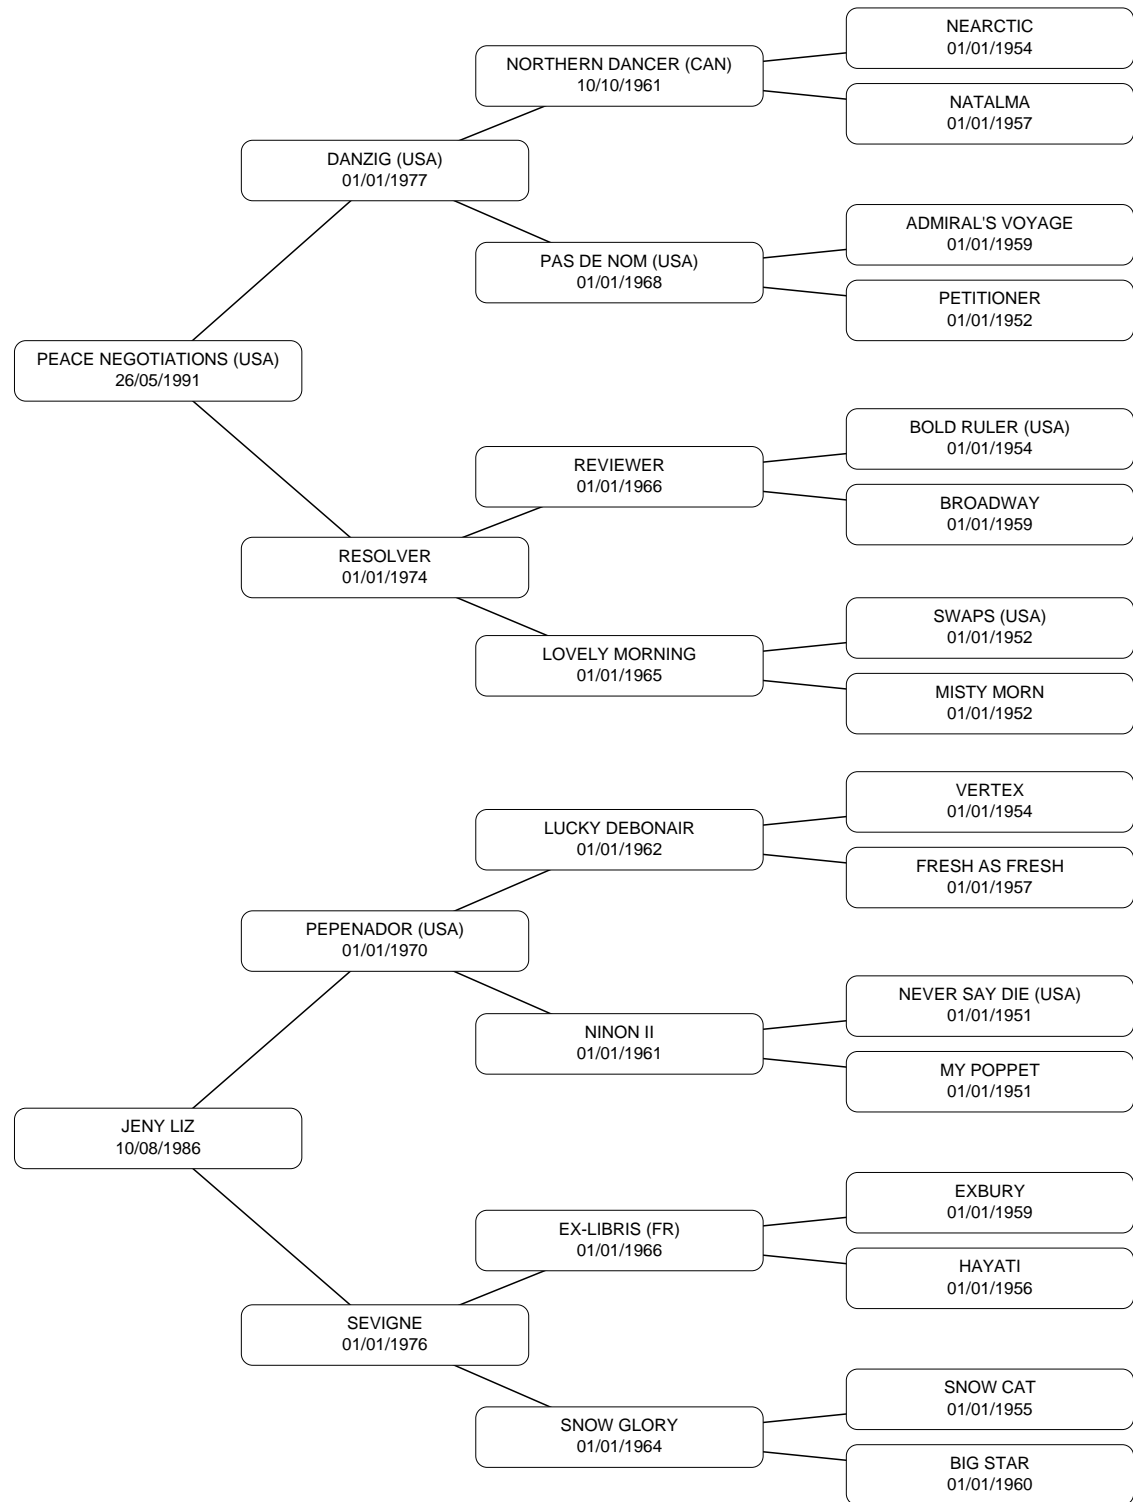 NEARCTIC
01/01/1954
NORTHERN DANCER (CAN)
10/10/1961
NATALMA
01/01/1957
DANZIG (USA)
01/01/1977
ADMIRAL'S VOYAGE
01/01/1959
PAS DE NOM (USA)
01/01/1968
PETITIONER
01/01/1952
PEACE NEGOTIATIONS (USA)
26/05/1991
BOLD RULER (USA)
01/01/1954
REVIEWER
01/01/1966
BROADWAY
01/01/1959
RESOLVER
01/01/1974
SWAPS (USA)
01/01/1952
LOVELY MORNING
01/01/1965
MISTY MORN
01/01/1952
VERTEX
01/01/1954
LUCKY DEBONAIR
01/01/1962
FRESH AS FRESH
01/01/1957
PEPENADOR (USA)
01/01/1970
NEVER SAY DIE (USA)
01/01/1951
NINON II
01/01/1961
MY POPPET
01/01/1951
JENY LIZ
10/08/1986
EXBURY
01/01/1959
EX-LIBRIS (FR)
01/01/1966
HAYATI
01/01/1956
SEVIGNE
01/01/1976
SNOW CAT
01/01/1955
SNOW GLORY
01/01/1964
BIG STAR
01/01/1960